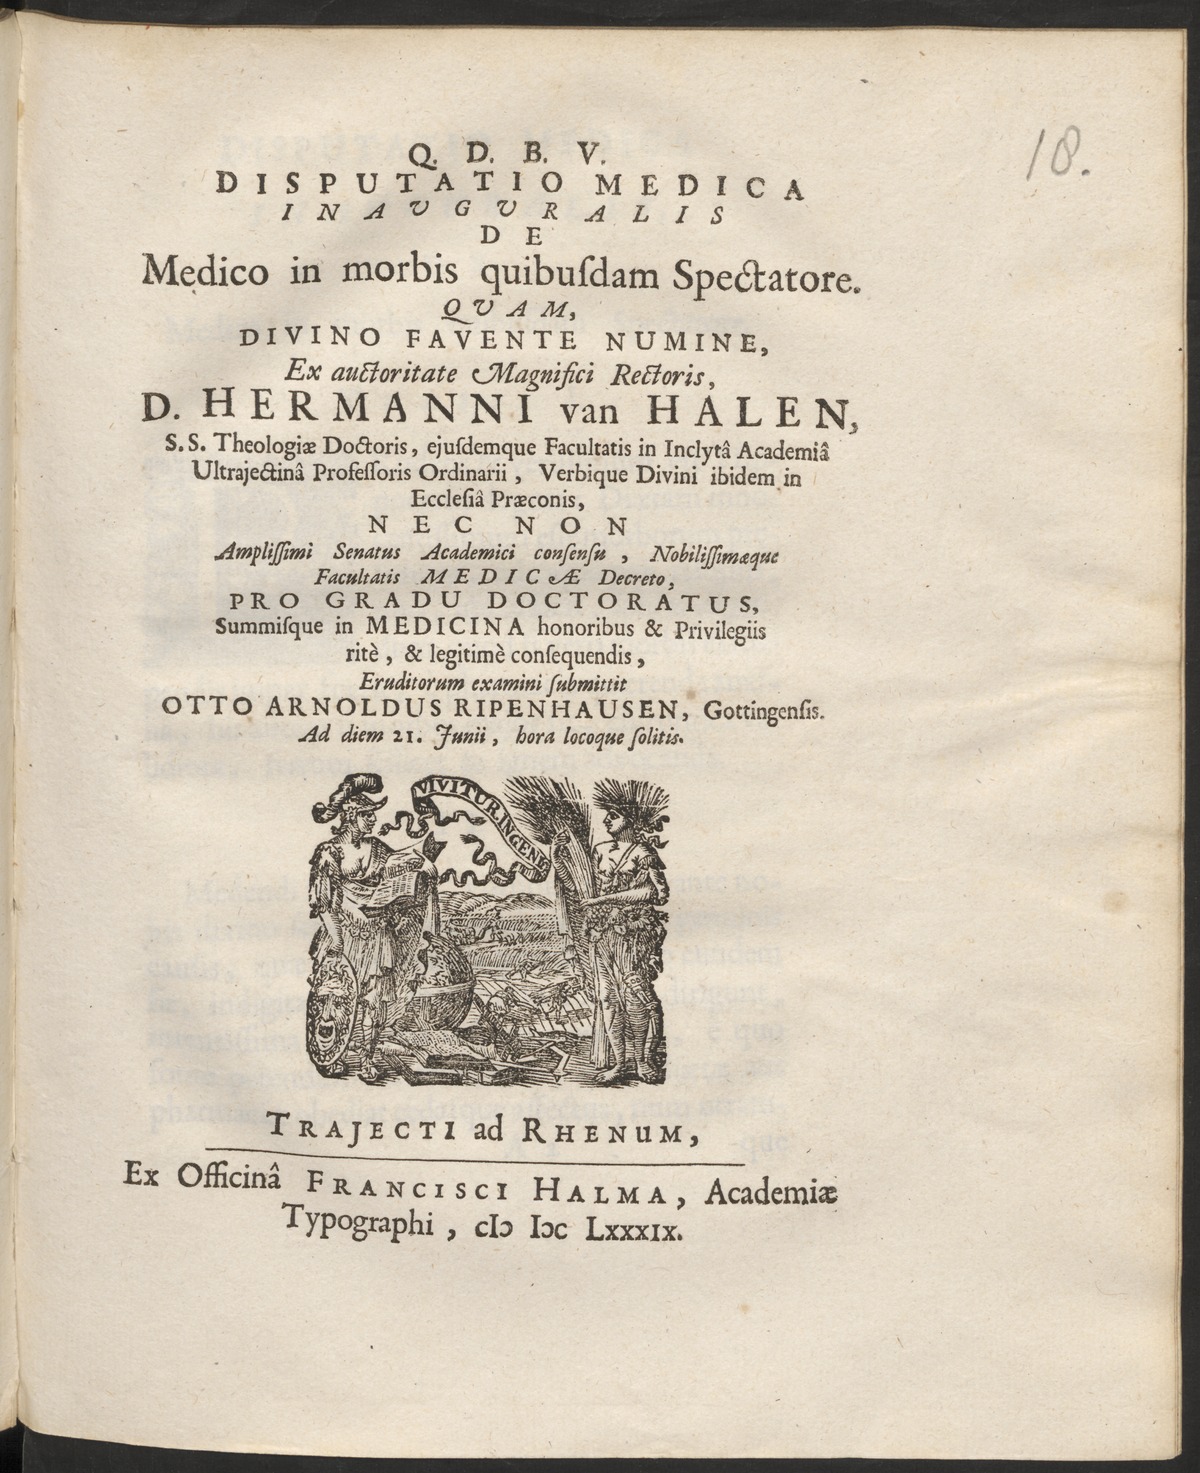 18.
Q. D. B. V.
DISPUTATIO MEDICA
INAUGURALIS
DE
Medico in morbis quibuſdam Spectatore.
QUAM,
DIVINO FAVENTE NUMINE,
Ex auctoritate Magnifici Rectoris,
D. HERMANNI van HALEN,
S. S. Theologiæ Doctoris, ejuſdemque Facultatis in Inclytâ Academiâ
Ultrajectinâ Profeſſoris Ordinarii, Verbique Divini ibidem in
Eccleſiâ Præconis,
NEC NON
Ampliſſimi Senatus Academici conſenſu, Nobiliſſimæque
Facultatis MEDICÆ Decreto,
PRO GRADU DOCTORATUS,
Summiſque in MEDICINA honoribus & Privilegiis
ritè, & legitimè conſequendis,
Eruditorum examini ſubmittit
OTTO ARNOLDUS RIPENHAUSEN, Gottingenſis.
Ad diem 21. Junii, hora locoque ſolitis.
VIVITUR INGENI
TRAJECTI ad RHENUM,
Ex Officinâ FRANCISCI HALMA, Academiæ
Typographi, cIↄ Iↄc LXXXIX.